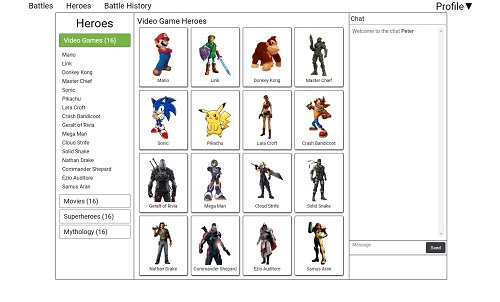 Battles Heroes Battle History Profile▼
Heroes
Video Games (16)
Mario
Link
Donkey Kong
Master Chief
Sonic
Pikachu
Lara Croft
Crash Bandicoot
Geralt of Rivia
Mega Man
Cloud Strife
Solid Snake
Nathan Drake
Commander Shepard
Ezio Auditore
Samus Aran
Movies (16)
Superheroes (16)
Mythology (16)
Video Game Heroes
Mario
Link
Donkey Kong
Master Chief
Sonic
Pikachu
Lara Croft
Crash Bandicoot
Geralt of Rivia
Mega Man
Cloud Strife
Solid Snake
Nathan Drake
Commander Shepard
Ezio Auditore
Samus Aran
Chat
Welcome to the chat Peter
Message
Send